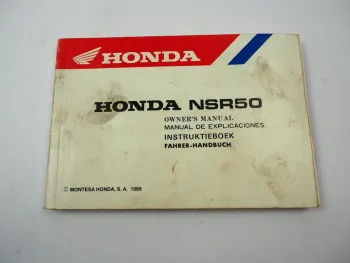 HONDA
HONDA NSR50
OWNER'S MANUAL
MANUAL DE EXPLICACIONES
INSTRUKTIEBOEK
FAHRER-HANDBUCH
© MONTESA HONDA, S. A. 1989